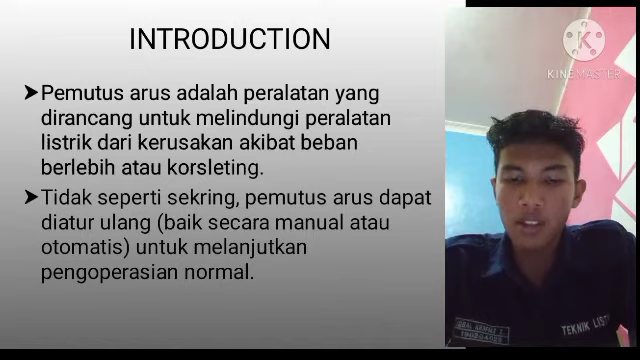 INTRODUCTION
➤Pemutus arus adalah peralatan yang
dirancang untuk melindungi peralatan
listrik dari kerusakan akibat beban
berlebih atau korsleting.
➤Tidak seperti sekring, pemutus arus dapat
diatur ulang (baik secara manual atau
otomatis) untuk melanjutkan
pengoperasian normal.
K
KINEMASTER
TEKNIK